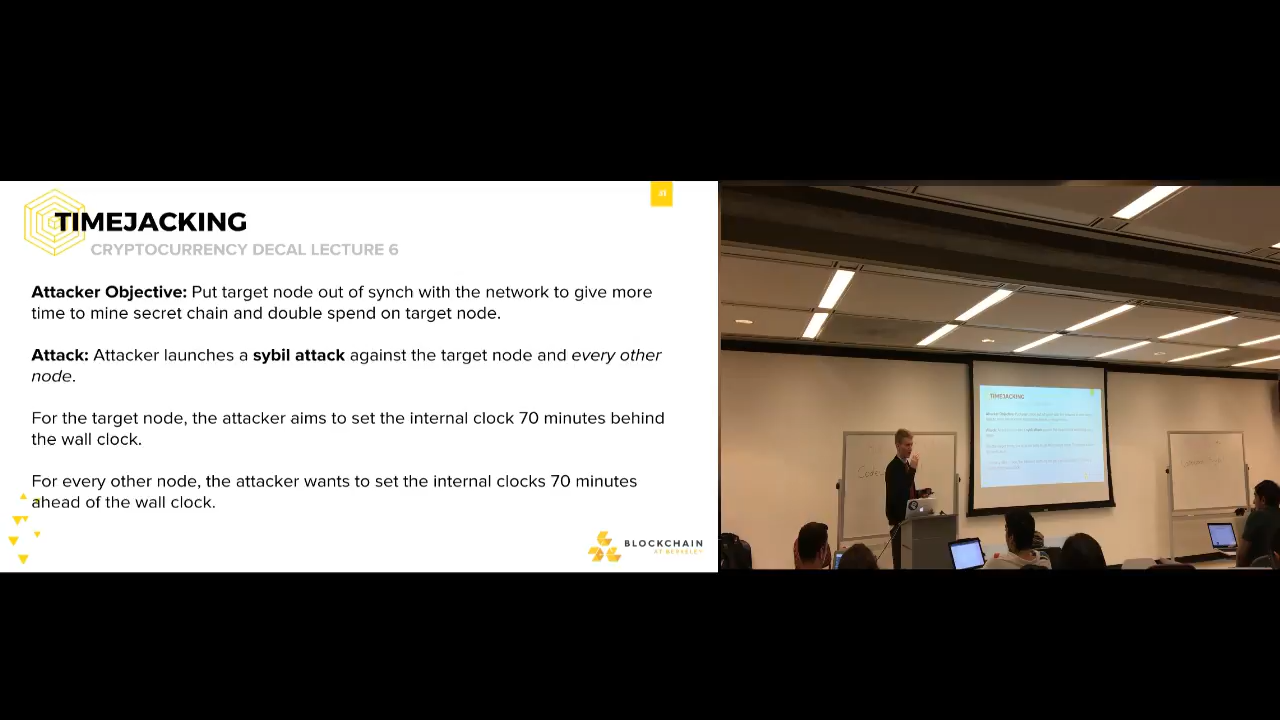 41
TIMEJACKING
CRYPTOCURRENCY DECAL LECTURE 6
Attacker Objective: Put target node out of synch with the network to give more
time to mine secret chain and double spend on target node.
Attack: Attacker launches a sybil attack against the target node and every other
node.
For the target node, the attacker aims to set the internal clock 70 minutes behind
the wall clock.
For every other node, the attacker wants to set the internal clocks 70 minutes
ahead of the wall clock.
BLOCKCHAIN
AT BERKELEY
TIMEJACKING